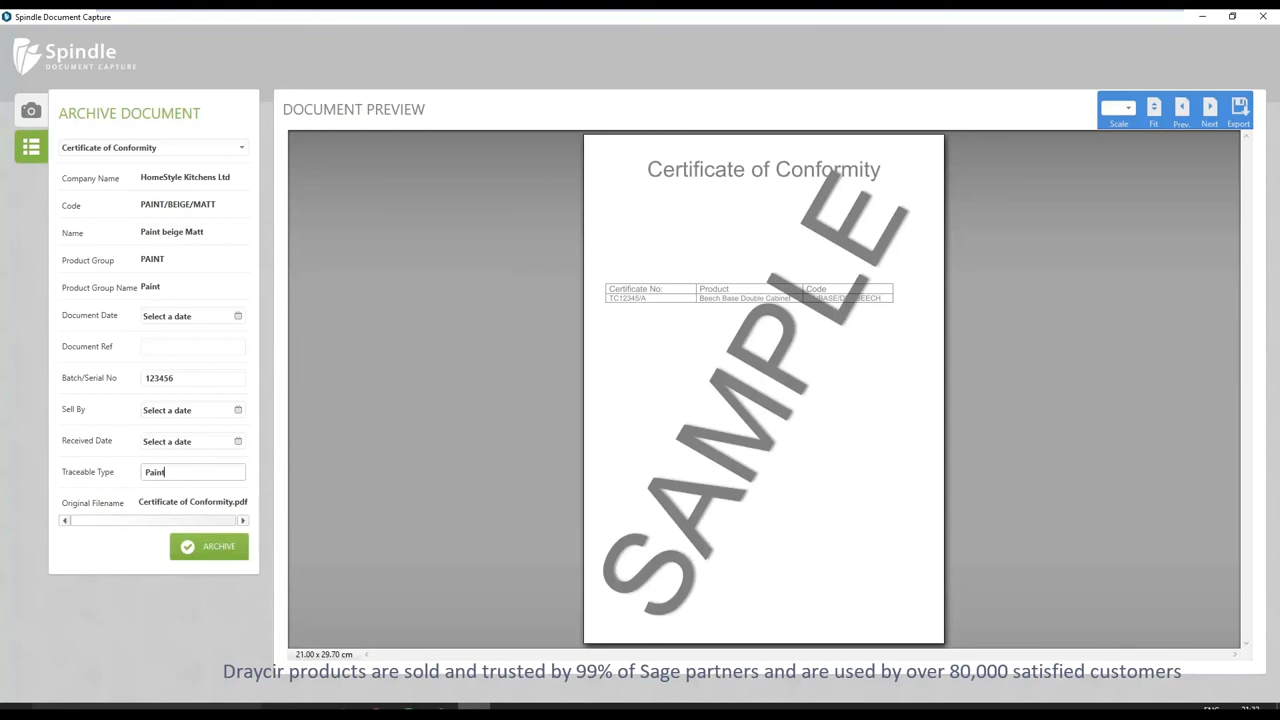 Spindle Document Capture
Spindle
DOCUMENT CAPTURE
ARCHIVE DOCUMENT
Certificate of Conformity
Company Name HomeStyle Kitchens Ltd
Code PAINT/BEIGE/MATT
Name Paint beige Matt
Product Group PAINT
Product Group Name Paint
Document Date Select a date
Document Ref
Batch/Serial No 123456
Sell By Select a date
Received Date Select a date
Traceable Type Paint
Original Filename Certificate of Conformity.pdf
ARCHIVE
DOCUMENT PREVIEW
Scale Fit Prev. Next Export
Certificate of Conformity
Certificate No: Product Code
TC12345/A Beech Base Double Cabinet
SAMPLE
21.00 x 29.70 cm
Draycir products are sold and trusted by 99% of Sage partners and are used by over 80,000 satisfied customers